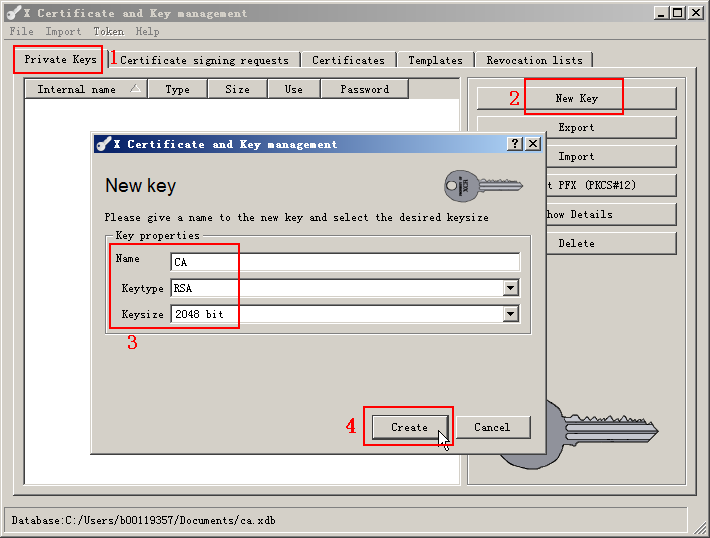 X Certificate and Key management
File Import Token Help
Private Keys 1 Certificate signing requests Certificates Templates Revocation lists
Internal name Type Size Use Password
2 New Key
Export
Import
t PFX (PKCS#12)
how Details
Delete
X Certificate and Key management
New key
Please give a name to the new key and select the desired keysize
Key properties
Name CA
Keytype RSA
Keysize 2048 bit
3
4 Create Cancel
Database:C:/Users/b00119357/Documents/ca.xdb